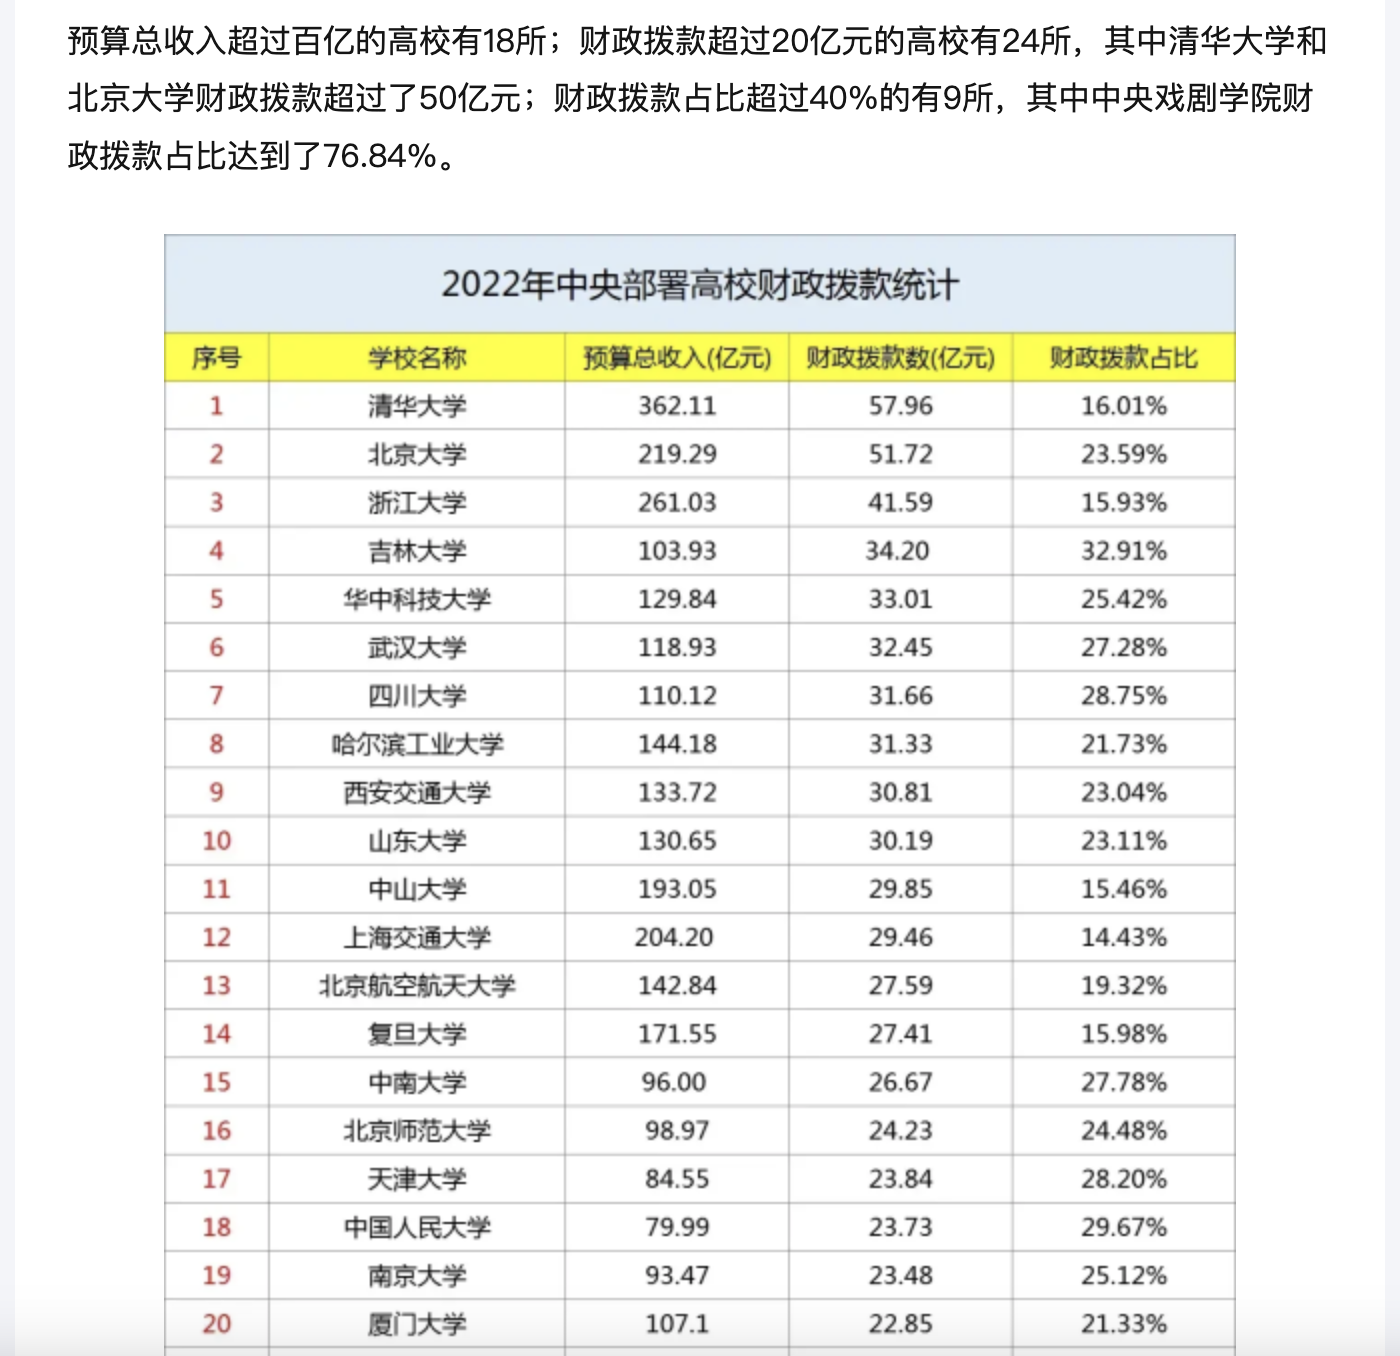 预算总收入超过百亿的高校有18所；财政拨款超过20亿元的高校有24所，其中清华大学和
北京大学财政拨款超过了50亿元；财政拨款占比超过40%的有9所，其中中央戏剧学院财
政拨款占比达到了76.84%。
2022年中央部署高校财政拨款统计
序号 学校名称 预算总收入(亿元) 财政拨款数(亿元) 财政拨款占比
1 清华大学 362.11 57.96 16.01%
2 北京大学 219.29 51.72 23.59%
3 浙江大学 261.03 41.59 15.93%
4 吉林大学 103.93 34.20 32.91%
5 华中科技大学 129.84 33.01 25.42%
6 武汉大学 118.93 32.45 27.28%
7 四川大学 110.12 31.66 28.75%
8 哈尔滨工业大学 144.18 31.33 21.73%
9 西安交通大学 133.72 30.81 23.04%
10 山东大学 130.65 30.19 23.11%
11 中山大学 193.05 29.85 15.46%
12 上海交通大学 204.20 29.46 14.43%
13 北京航空航天大学 142.84 27.59 19.32%
14 复旦大学 171.55 27.41 15.98%
15 中南大学 96.00 26.67 27.78%
16 北京师范大学 98.97 24.23 24.48%
17 天津大学 84.55 23.84 28.20%
18 中国人民大学 79.99 23.73 29.67%
19 南京大学 93.47 23.48 25.12%
20 厦门大学 107.1 22.85 21.33%